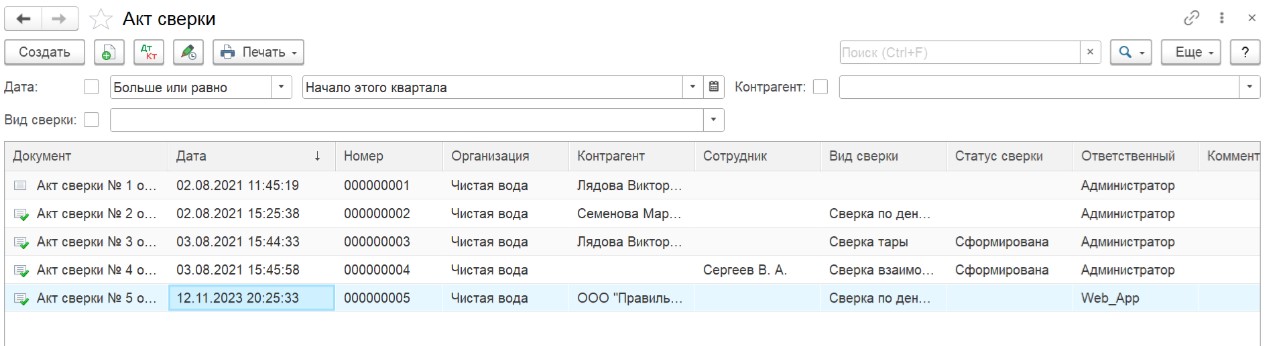 Акт сверки
Создать Дт Кт Печать Поиск (Ctrl+F) × Еще ?
Дата: Больше или равно Начало этого квартала Контрагент:
Вид сверки:
Документ Дата ↓ Номер Организация Контрагент Сотрудник Вид сверки Статус сверки Ответственный Коммент
Акт сверки № 1 о... 02.08.2021 11:45:19 000000001 Чистая вода Лядова Виктор... Администратор
Акт сверки № 2 о... 02.08.2021 15:25:38 000000002 Чистая вода Семенова Мар... Сверка по ден... Администратор
Акт сверки № 3 о... 03.08.2021 15:44:33 000000003 Чистая вода Лядова Виктор... Сверка тары Сформирована Администратор
Акт сверки № 4 о... 03.08.2021 15:45:58 000000004 Чистая вода Сергеев В. А. Сверка взаимо... Сформирована Администратор
Акт сверки № 5 о... 12.11.2023 20:25:33 000000005 Чистая вода ООО "Правиль... Сверка по ден... Web_App